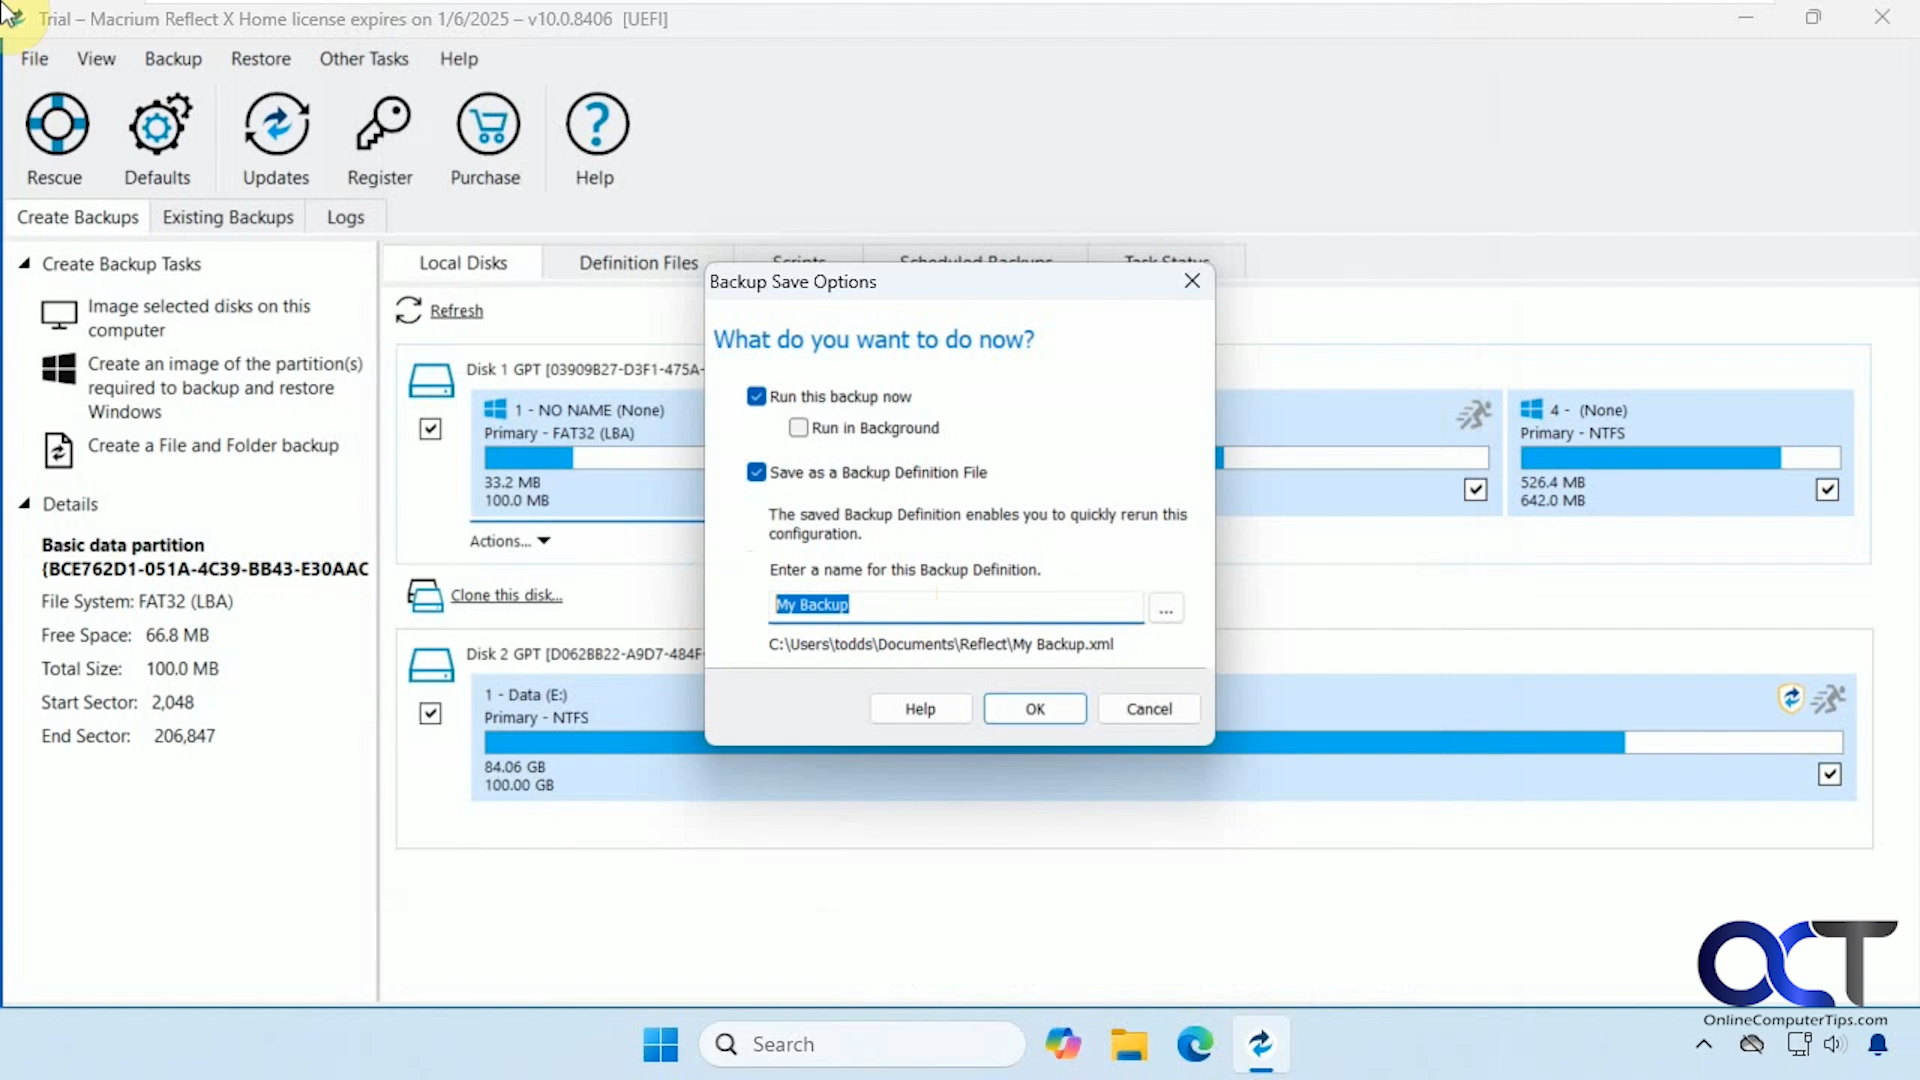 Trial – Macrium Reflect X Home license expires on 1/6/2025 – v10.0.8406 [UEFI]
File View Backup Restore Other Tasks Help
Rescue Defaults Updates Register Purchase Help
Create Backups Existing Backups Logs
Create Backup Tasks
Image selected disks on this
computer
Create an image of the partition(s)
required to backup and restore
Windows
Create a File and Folder backup
Details
Basic data partition
{BCE762D1-051A-4C39-BB43-E30AAC
File System: FAT32 (LBA)
Free Space: 66.8 MB
Total Size: 100.0 MB
Start Sector: 2,048
End Sector: 206,847
Local Disks Definition Files Scripts Scheduled Backups Task Status
Refresh
Disk 1 GPT [03909B27-D3F1-475A-
1 - NO NAME (None)
Primary - FAT32 (LBA)
33.2 MB
100.0 MB
4 - (None)
Primary - NTFS
526.4 MB
642.0 MB
Actions...
Clone this disk...
Disk 2 GPT [D062BB22-A9D7-484F-
1 - Data (E:)
Primary - NTFS
84.06 GB
100.00 GB
Backup Save Options
What do you want to do now?
Run this backup now
Run in Background
Save as a Backup Definition File
The saved Backup Definition enables you to quickly rerun this
configuration.
Enter a name for this Backup Definition.
My Backup
...
C:\Users\todds\Documents\Reflect\My Backup.xml
Help OK Cancel
OCT
OnlineComputerTips.com
Search